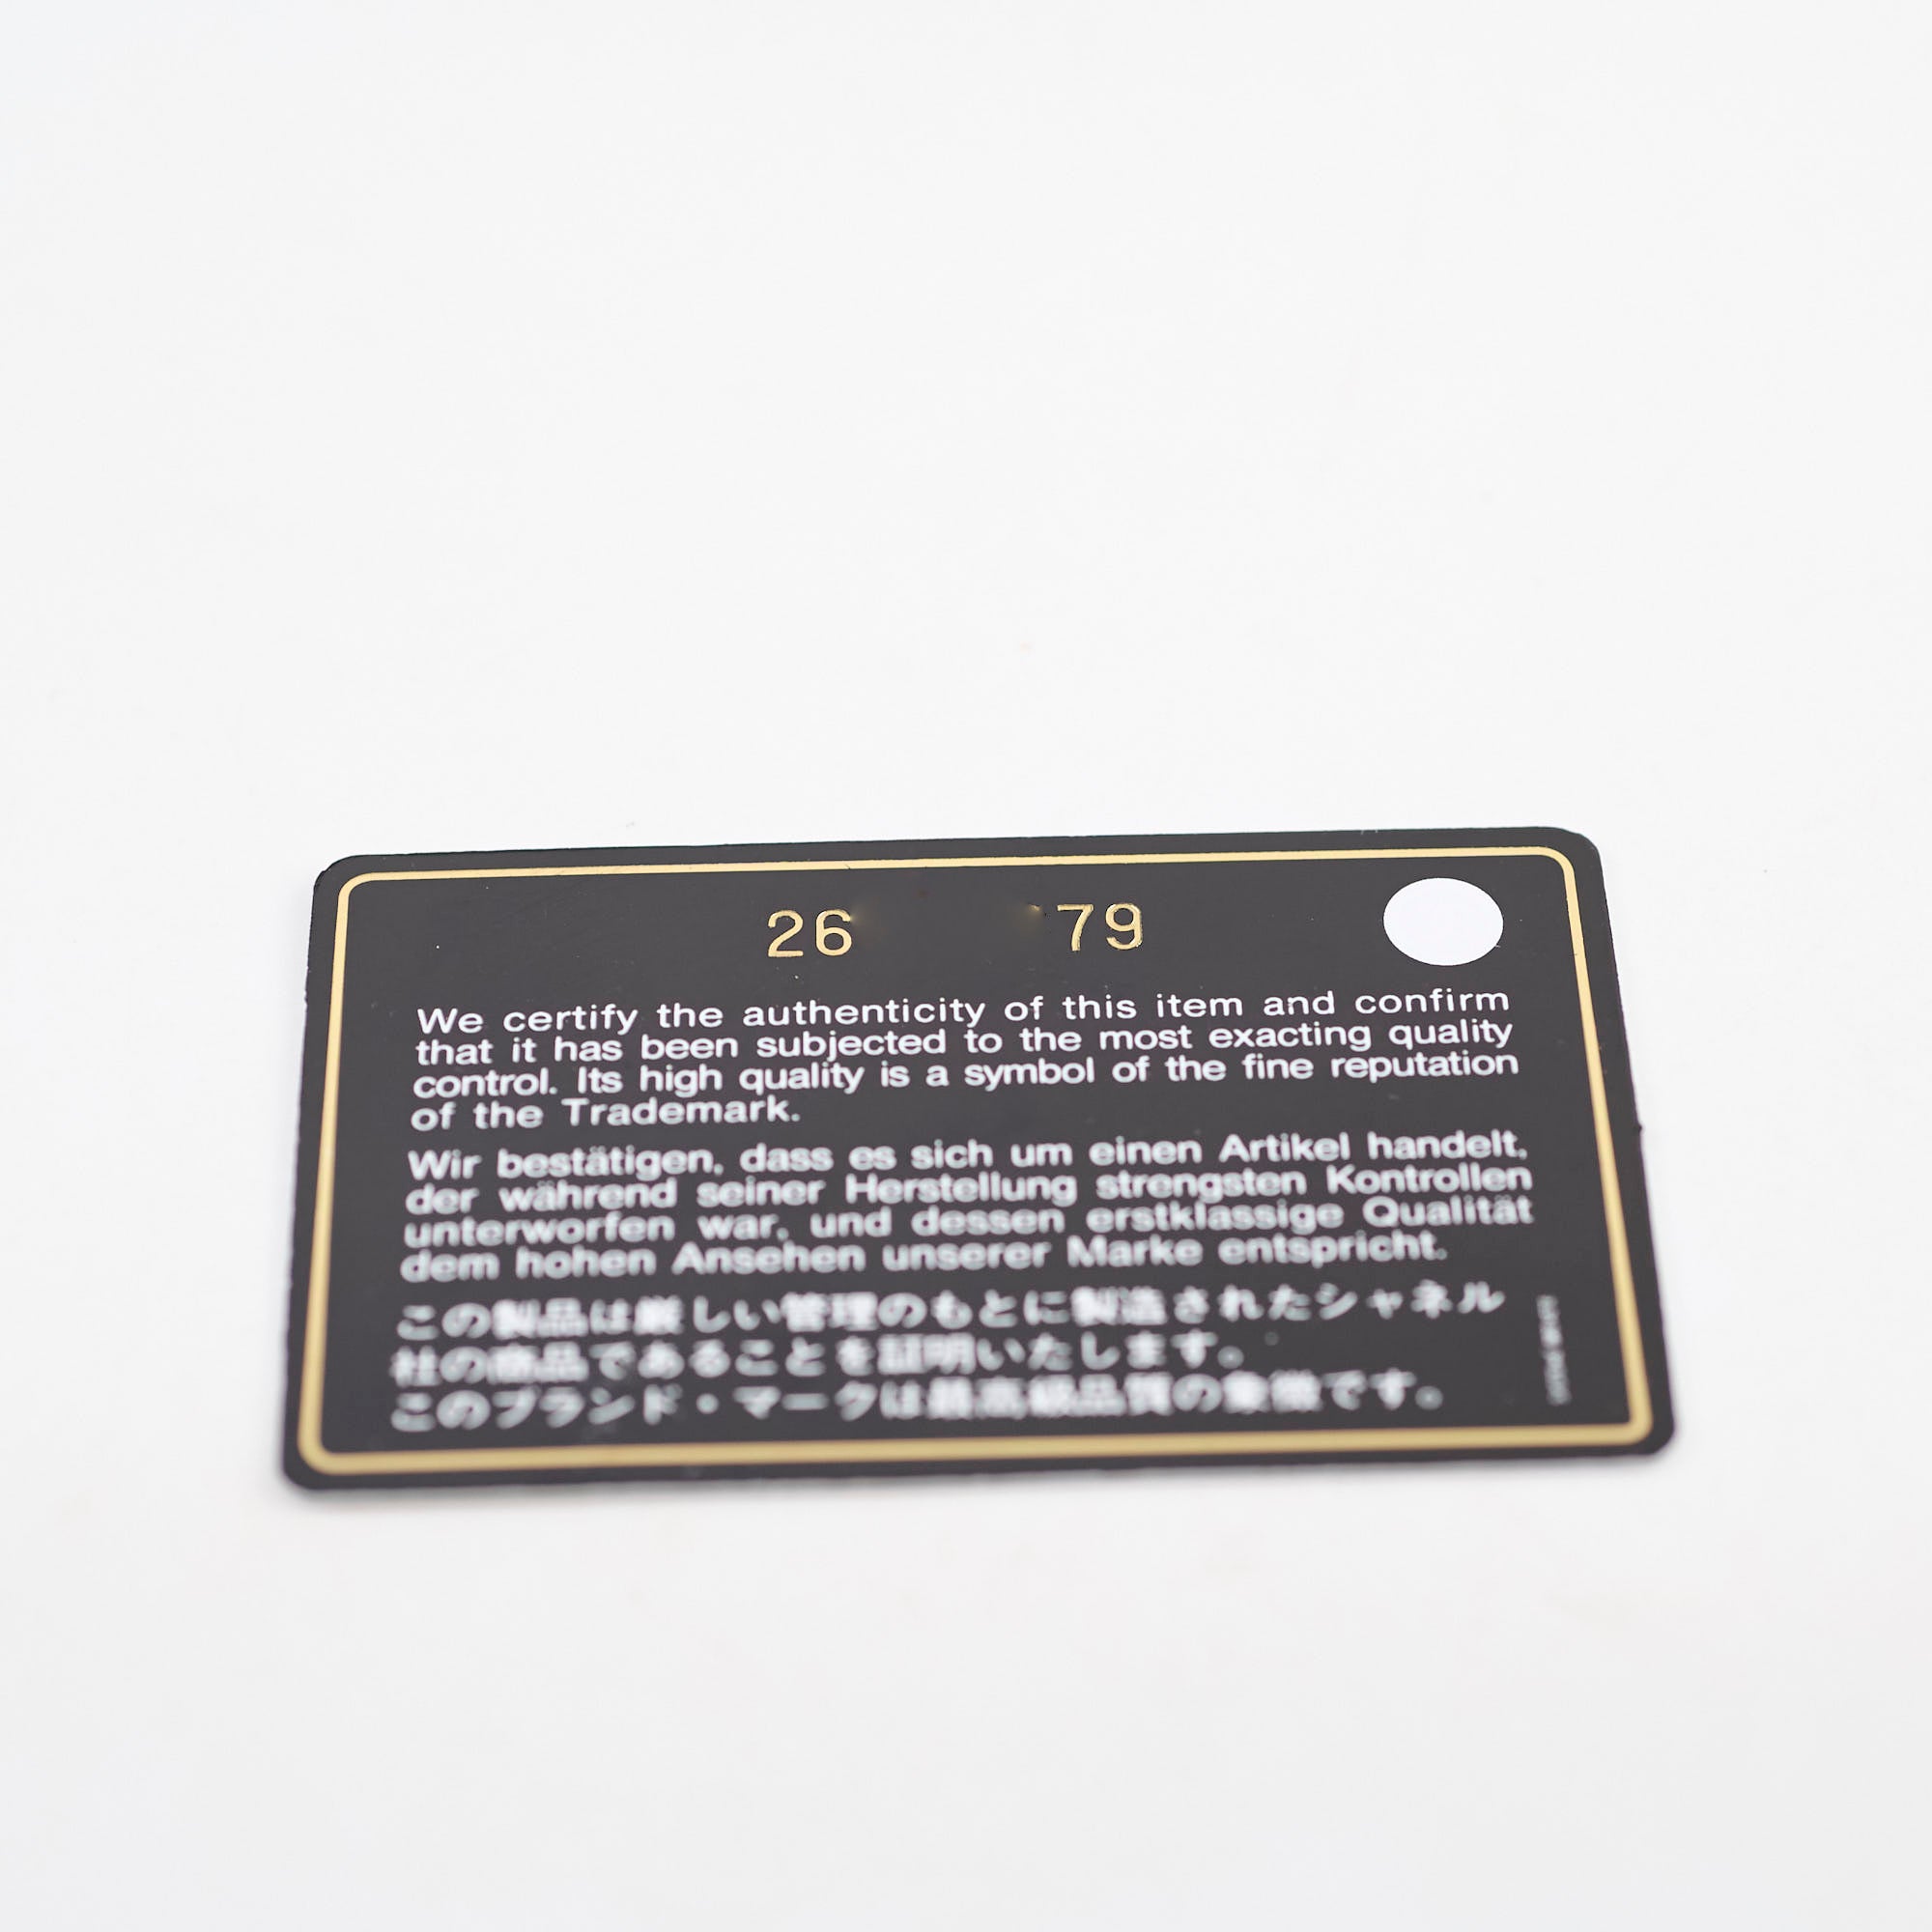 26 79
We certify the authenticity of this item and confirm
that it has been subjected to the most exacting quality
control. Its high quality is a symbol of the fine reputation
of the Trademark.
Wir bestätigen, dass es sich um einen Artikel handelt,
der während seiner Herstellung strengsten Kontrollen
unterworfen war, und dessen erstklassige Qualität
dem hohen Ansehen unserer Marke entspricht.
この製品は厳しい管理のもとに製造されたシャネル
社の商品であることを証明いたします。
このブランド・マークは最高級品質の象徴です。